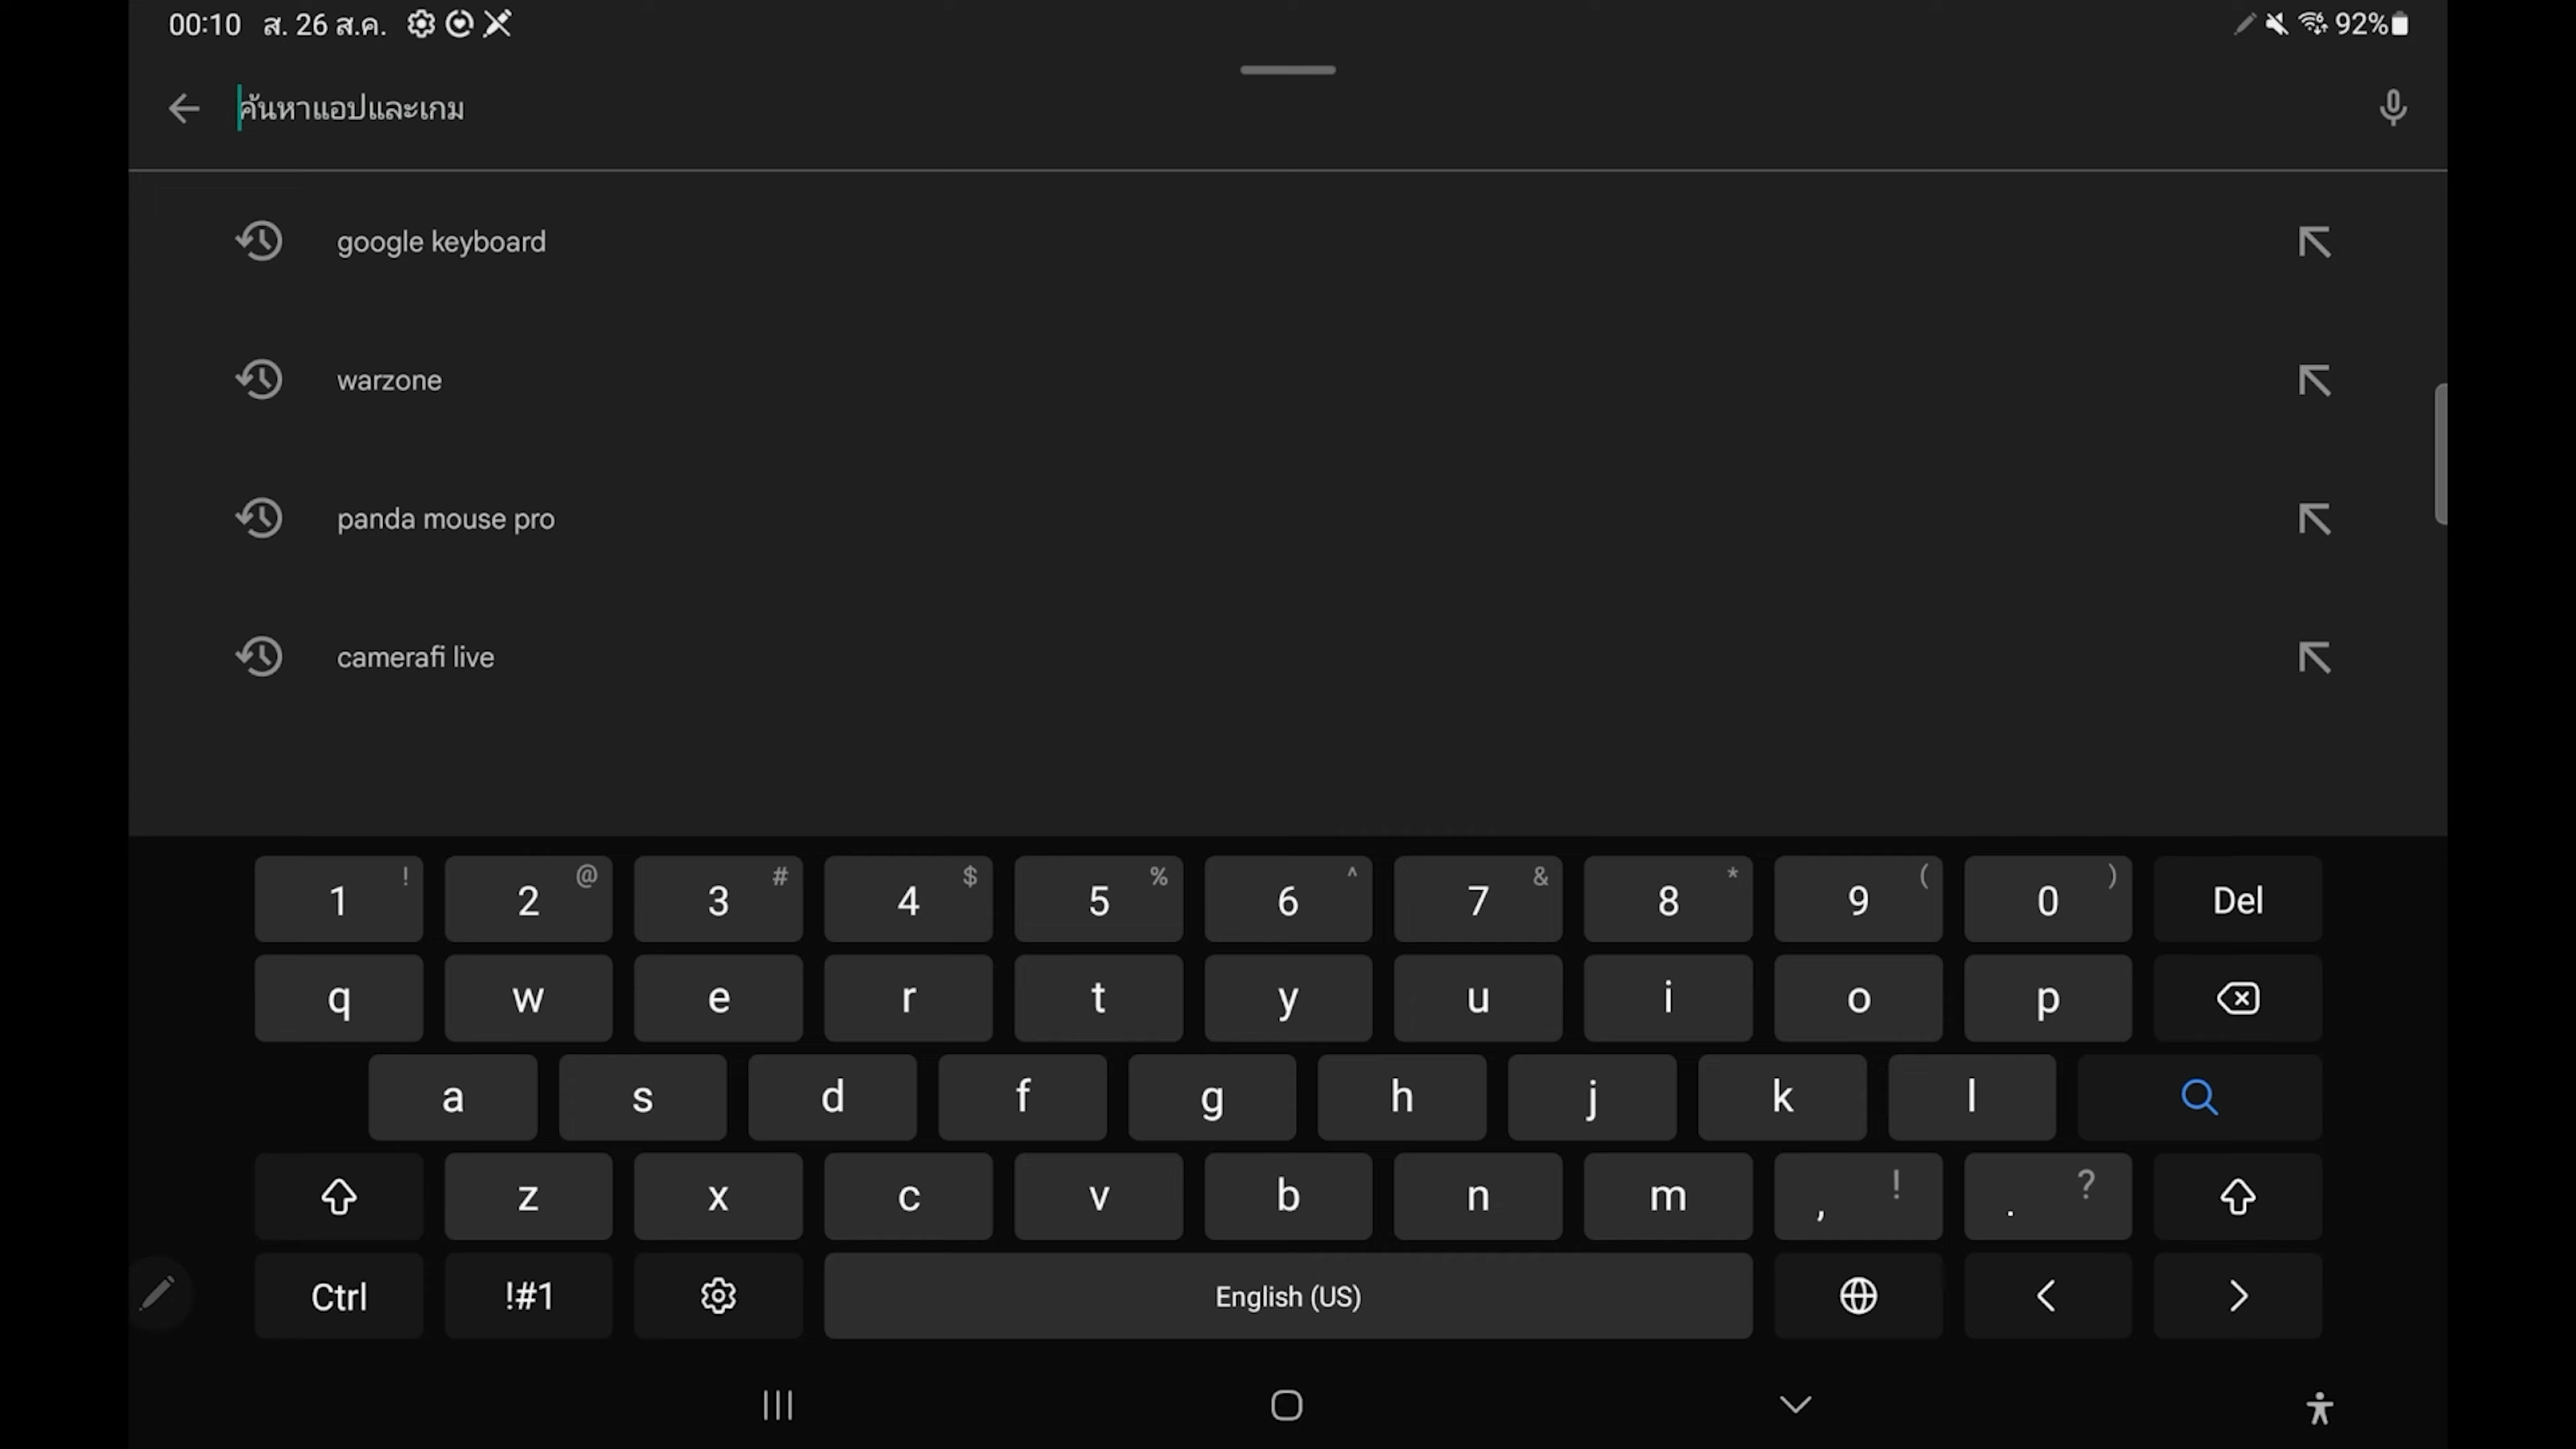 00:10 ส. 26 ส.ค. 92%
ค้นหาแอปและเกม
google keyboard
warzone
panda mouse pro
camerafi live
1 ! 2 @ 3 # 4 $ 5 % 6 ^ 7 & 8 * 9 ( 0 ) Del
q w e r t y u i o p
a s d f g h j k l
z x c v b n m , ! . ?
Ctrl !#1 English (US) < >